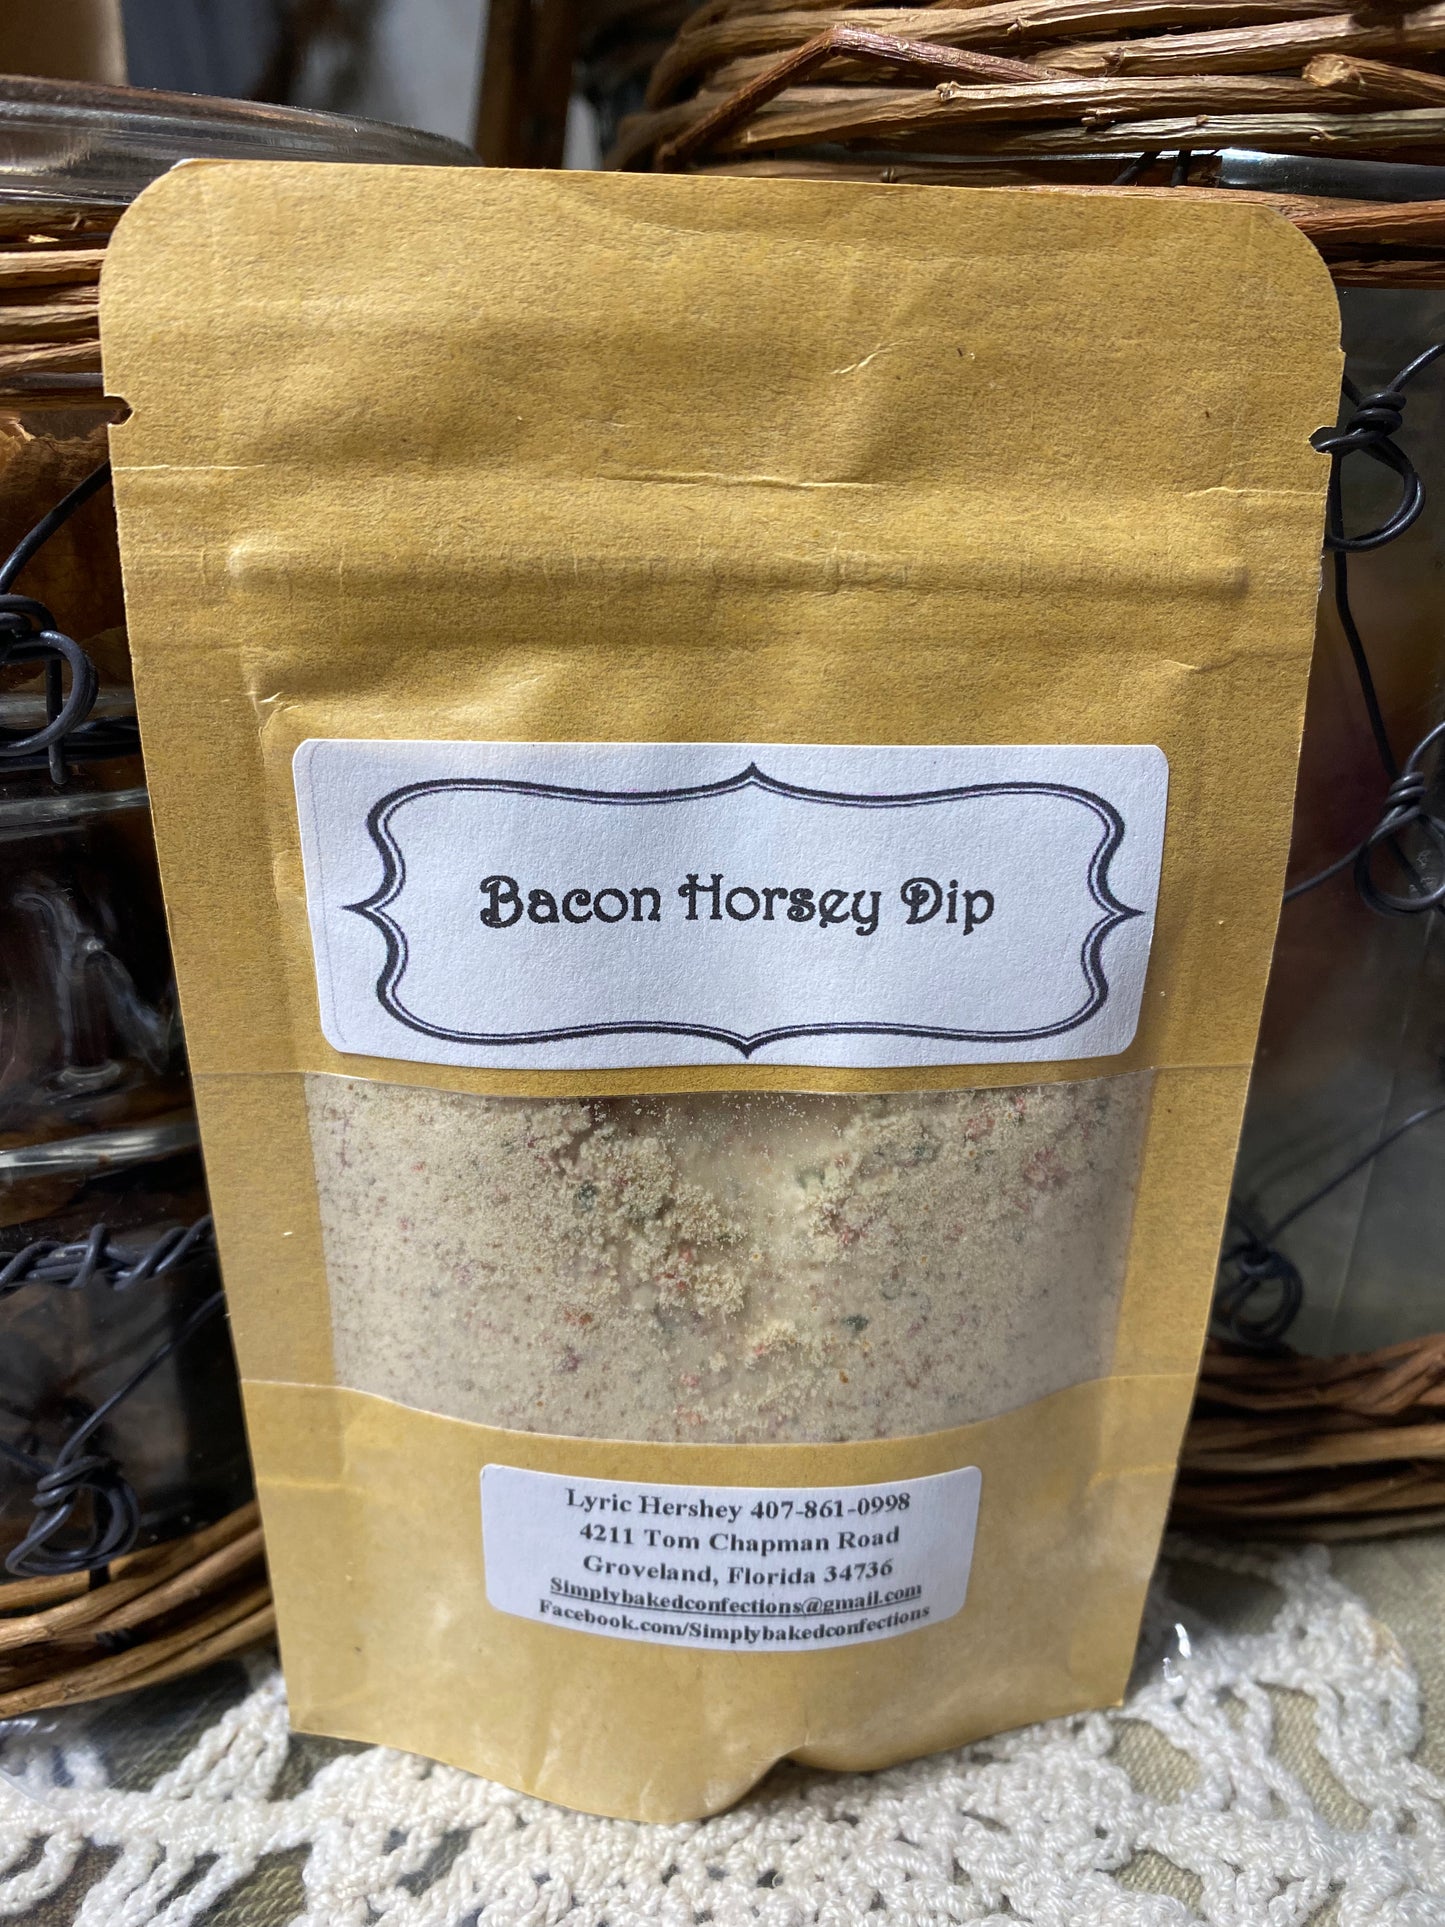 Bacon Horsey Dip
Lyric Hershey 407-861-0998
4211 Tom Chapman Road
Groveland, Florida 34736
Simplybakedconfections@gmail.com
Facebook.com/Simplybakedconfections